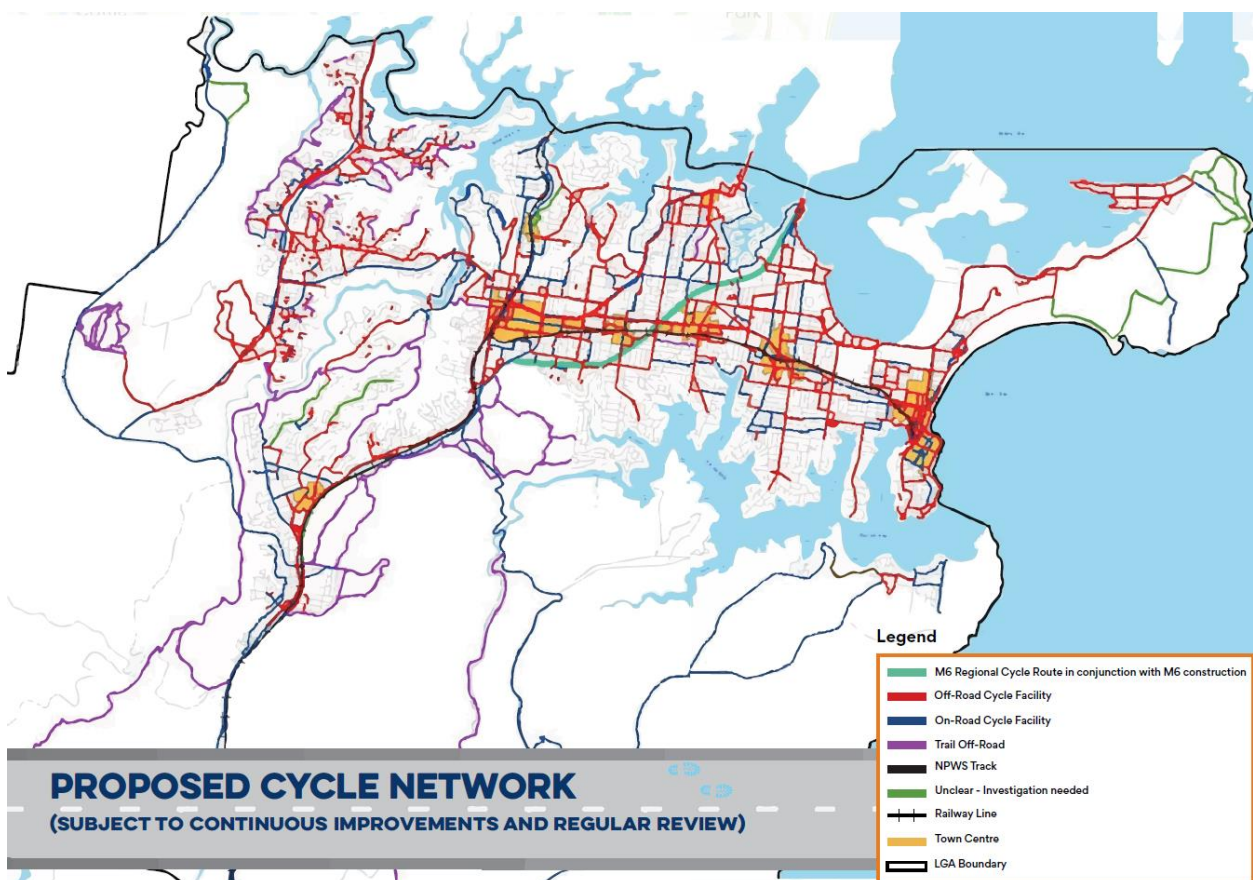 Park
Legend
M6 Regional Cycle Route in conjunction with M6 construction
Off-Road Cycle Facility
On-Road Cycle Facility
Trail Off-Road
NPWS Track
Unclear - Investigation needed
Railway Line
Town Centre
LGA Boundary
PROPOSED CYCLE NETWORK
(SUBJECT TO CONTINUOUS IMPROVEMENTS AND REGULAR REVIEW)